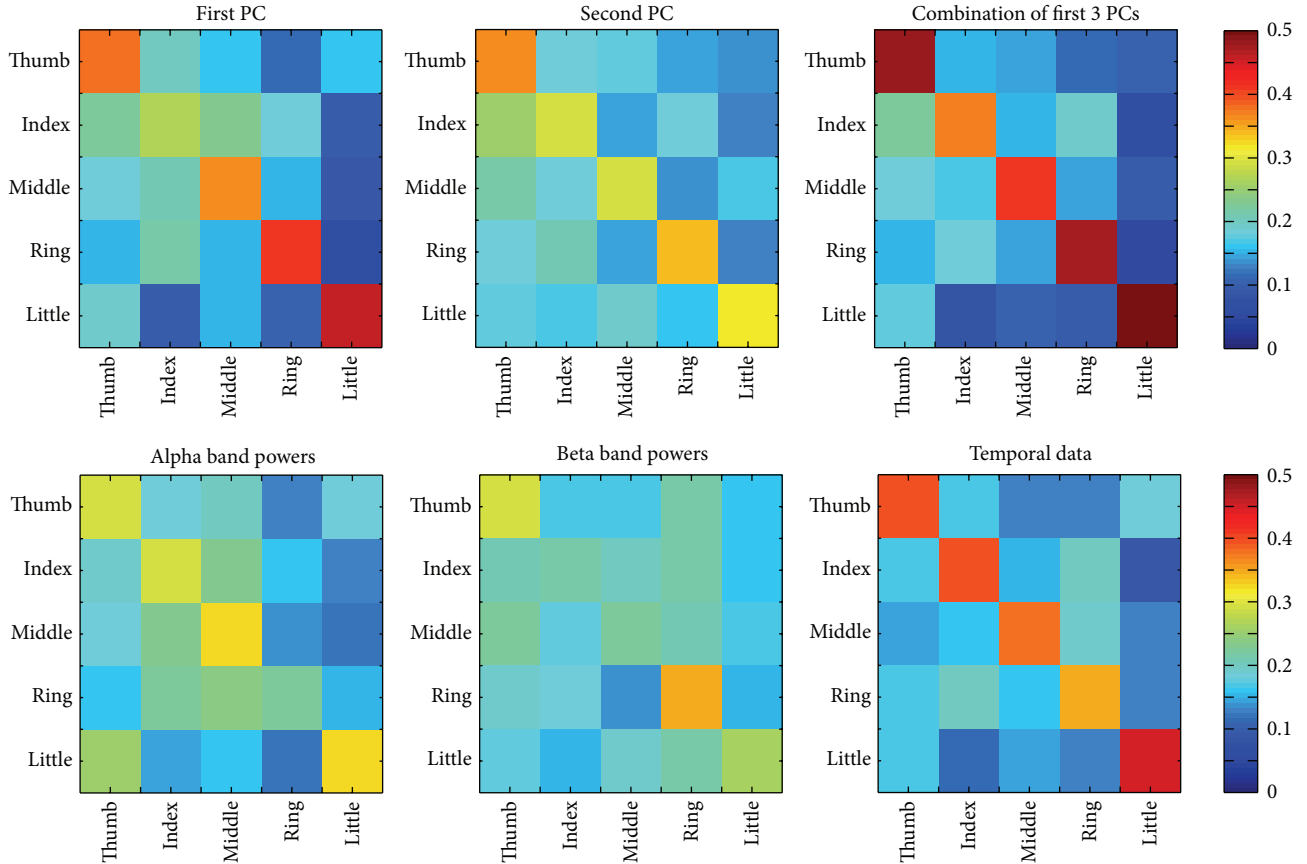 First PC
Second PC
Combination of first 3 PCs
Thumb
Index
Middle
Ring
Little
Thumb
Index
Middle
Ring
Little
Thumb
Index
Middle
Ring
Little
Thumb
Index
Middle
Ring
Little
Thumb
Index
Middle
Ring
Little
Thumb
Index
Middle
Ring
Little
0.5
0.4
0.3
0.2
0.1
0
Alpha band powers
Beta band powers
Temporal data
Thumb
Index
Middle
Ring
Little
Thumb
Index
Middle
Ring
Little
Thumb
Index
Middle
Ring
Little
Thumb
Index
Middle
Ring
Little
Thumb
Index
Middle
Ring
Little
Thumb
Index
Middle
Ring
Little
0.5
0.4
0.3
0.2
0.1
0